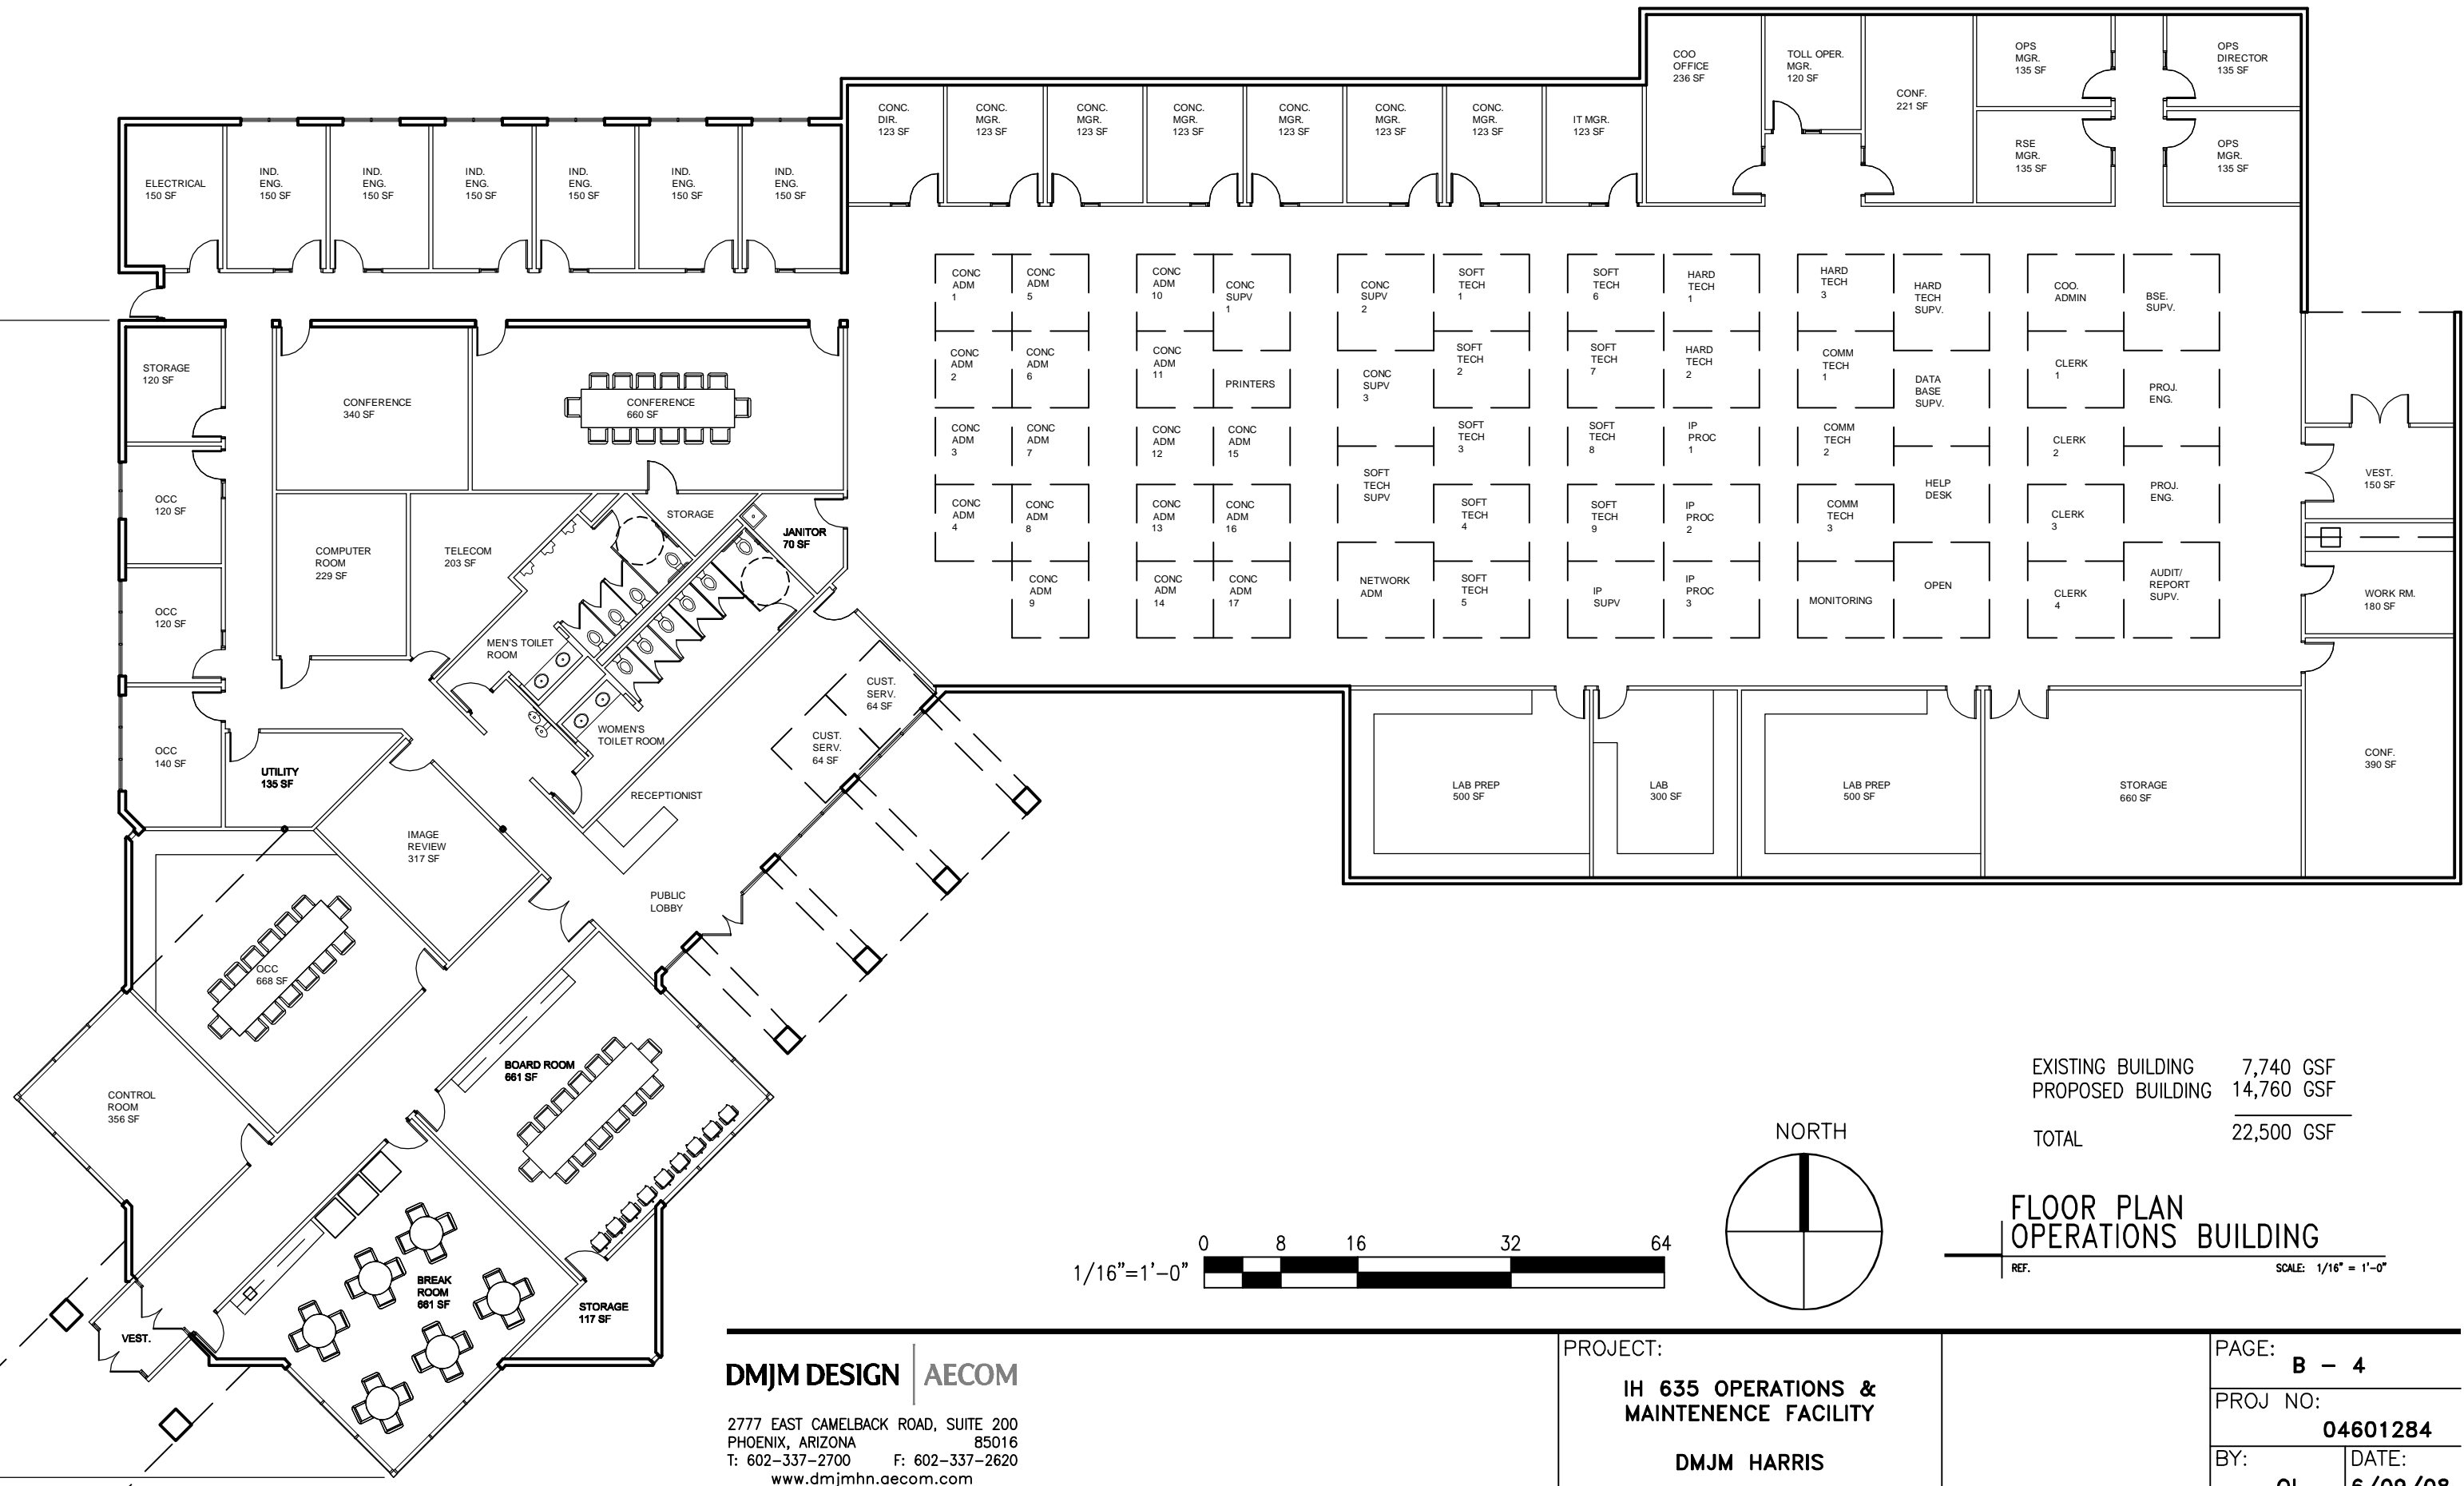 COO
OFFICE
236 SF
TOLL OPER.
MGR.
120 SF
CONF.
221 SF
OPS
MGR.
135 SF
OPS
DIRECTOR
135 SF
RSE
MGR.
135 SF
OPS
MGR.
135 SF
CONC.
DIR.
123 SF
CONC.
MGR.
123 SF
CONC.
MGR.
123 SF
CONC.
MGR.
123 SF
CONC.
MGR.
123 SF
CONC.
MGR.
123 SF
CONC.
MGR.
123 SF
IT MGR.
123 SF
ELECTRICAL
150 SF
IND.
ENG.
150 SF
IND.
ENG.
150 SF
IND.
ENG.
150 SF
IND.
ENG.
150 SF
IND.
ENG.
150 SF
IND.
ENG.
150 SF
CONC
ADM
1
CONC
ADM
5
CONC
ADM
10
CONC
SUPV
1
CONC
SUPV
2
SOFT
TECH
1
SOFT
TECH
6
HARD
TECH
1
HARD
TECH
3
HARD
TECH
SUPV.
COO.
ADMIN
BSE.
SUPV.
CONC
ADM
2
CONC
ADM
6
CONC
ADM
11
PRINTERS
CONC
SUPV
3
SOFT
TECH
2
SOFT
TECH
7
HARD
TECH
2
COMM
TECH
1
DATA
BASE
SUPV.
CLERK
1
PROJ.
ENG.
CONC
ADM
3
CONC
ADM
7
CONC
ADM
12
CONC
ADM
15
SOFT
TECH
SUPV
SOFT
TECH
3
SOFT
TECH
8
IP
PROC
1
COMM
TECH
2
HELP
DESK
CLERK
2
PROJ.
ENG.
CONC
ADM
4
CONC
ADM
8
CONC
ADM
13
CONC
ADM
16
SOFT
TECH
4
SOFT
TECH
9
IP
PROC
2
COMM
TECH
3
CLERK
3
CONC
ADM
9
CONC
ADM
14
CONC
ADM
17
NETWORK
ADM
SOFT
TECH
5
IP
SUPV
IP
PROC
3
MONITORING
OPEN
CLERK
4
AUDIT/
REPORT
SUPV.
VEST.
150 SF
WORK RM.
180 SF
CONF.
390 SF
LAB PREP
500 SF
LAB
300 SF
LAB PREP
500 SF
STORAGE
660 SF
STORAGE
120 SF
CONFERENCE
340 SF
CONFERENCE
660 SF
OCC
120 SF
COMPUTER
ROOM
229 SF
TELECOM
203 SF
STORAGE
JANITOR
70 SF
OCC
120 SF
MEN'S TOILET
ROOM
WOMEN'S
TOILET ROOM
CUST.
SERV.
64 SF
CUST.
SERV.
64 SF
OCC
140 SF
UTILITY
135 SF
RECEPTIONIST
IMAGE
REVIEW
317 SF
PUBLIC
LOBBY
OCC
668 SF
CONTROL
ROOM
356 SF
BOARD ROOM
661 SF
BREAK
ROOM
661 SF
STORAGE
117 SF
VEST.
EXISTING BUILDING 7,740 GSF
PROPOSED BUILDING 14,760 GSF
TOTAL 22,500 GSF
NORTH
FLOOR PLAN
OPERATIONS BUILDING
REF. SCALE: 1/16" = 1'-0"
0 8 16 32 64
1/16"=1'-0"
DMJM DESIGN AECOM
2777 EAST CAMELBACK ROAD, SUITE 200
PHOENIX, ARIZONA 85016
T: 602-337-2700 F: 602-337-2620
www.dmjmhn.aecom.com
PROJECT:
IH 635 OPERATIONS &
MAINTENENCE FACILITY
DMJM HARRIS
PAGE:
B - 4
PROJ NO:
04601284
BY:
DATE:
6/09/08